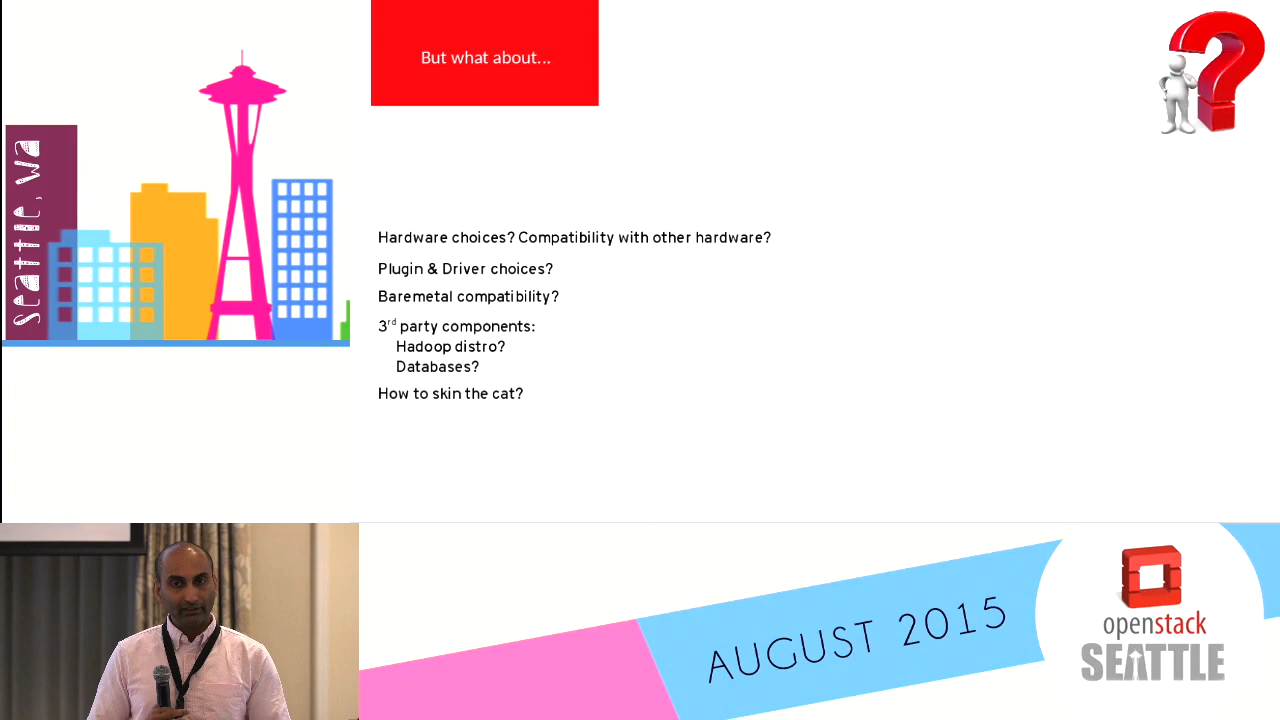 But what about...
seattle, wa
Hardware choices? Compatibility with other hardware?
Plugin & Driver choices?
Baremetal compatibility?
3rd party components:
Hadoop distro?
Databases?
How to skin the cat?
AUGUST 2015
openstack
SEATTLE